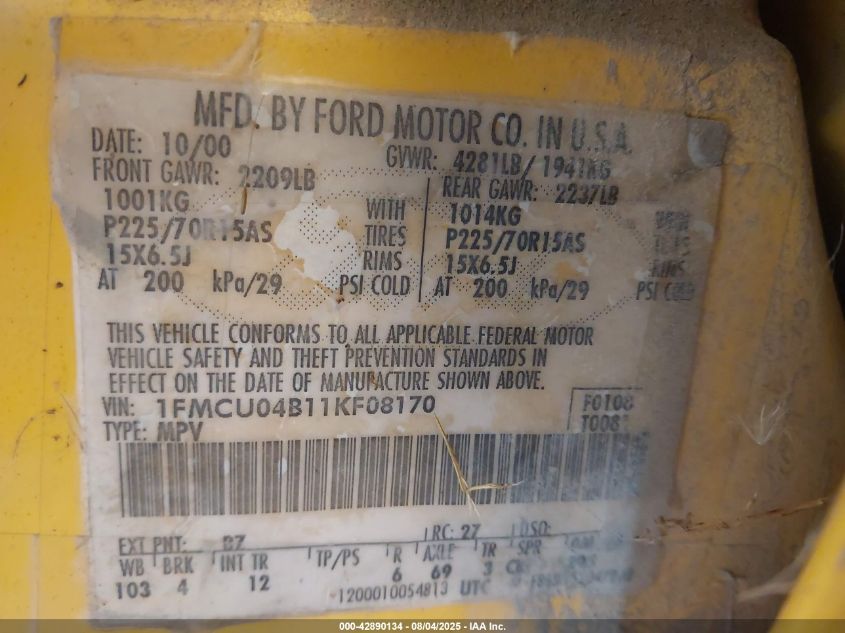 MFD. BY FORD MOTOR CO. IN U.S.A.
DATE: 10/00 GVWR: 4281LB/ 1941KG
FRONT GAWR: 2209LB REAR GAWR: 2237LB
1001KG WITH 1014KG
P225/70R15AS TIRES P225/70R15AS
15X6.5J RIMS 15X6.5J RIMS
AT 200 kPa/29 PSI COLD AT 200 kPa/29 PSI COLD
THIS VEHICLE CONFORMS TO ALL APPLICABLE FEDERAL MOTOR
VEHICLE SAFETY AND THEFT PREVENTION STANDARDS IN
EFFECT ON THE DATE OF MANUFACTURE SHOWN ABOVE.
VIN: 1FMCU04B11KF08170 F0108
TYPE: MPV T008
EXT PNT: BZ RC: 27 DSO:
WB BRK INT TR TP/PS R AXLE TR SPR
103 4 12 6 69 3
1200010054813 UTC
000-42890134 - 08/04/2025 - IAA Inc.